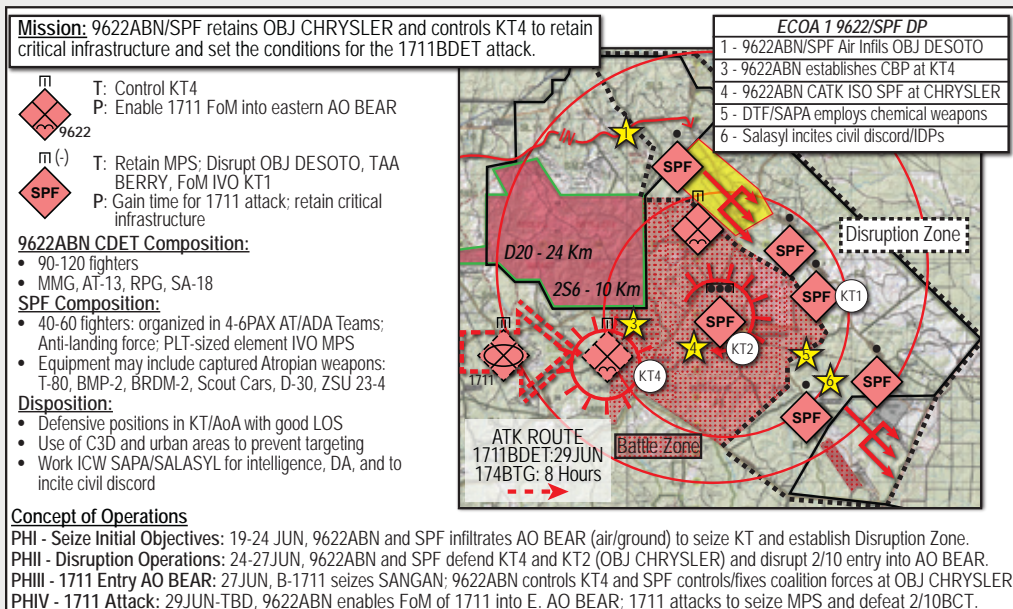 Mission: 9622ABN/SPF retains OBJ CHRYSLER and controls KT4 to retain
critical infrastructure and set the conditions for the 1711BDET attack.
ECOA 1 9622/SPF DP
1 - 9622ABN/SPF Air Infils OBJ DESOTO
3 - 9622ABN establishes CBP at KT4
4 - 9622ABN CATK ISO SPF at CHRYSLER
5 - DTF/SAPA employs chemical weapons
6 - Salasyl incites civil discord/IDPs
9622
T: Control KT4
P: Enable 1711 FoM into eastern AO BEAR
(-)
SPF
T: Retain MPS; Disrupt OBJ DESOTO, TAA
BERRY, FoM IVO KT1
P: Gain time for 1711 attack; retain critical
infrastructure
9622ABN CDET Composition:
• 90-120 fighters
• MMG, AT-13, RPG, SA-18
SPF Composition:
• 40-60 fighters: organized in 4-6PAX AT/ADA Teams;
Anti-landing force; PLT-sized element IVO MPS
• Equipment may include captured Atropian weapons:
T-80, BMP-2, BRDM-2, Scout Cars, D-30, ZSU 23-4
Disposition:
• Defensive positions in KT/AoA with good LOS
• Use of C3D and urban areas to prevent targeting
• Work ICW SAPA/SALASYL for intelligence, DA, and to
incite civil discord
IN
1
SPF
Disruption Zone
SPF
D20 - 24 Km
2S6 - 10 Km
SPF
KT1
SPF
3
4
KT2
5
1711
KT4
6
SPF
SPF
Battle Zone
ATK ROUTE
1711BDET:29JUN
174BTG: 8 Hours
Concept of Operations
PHI - Seize Initial Objectives: 19-24 JUN, 9622ABN and SPF infiltrates AO BEAR (air/ground) to seize KT and establish Disruption Zone.
PHII - Disruption Operations: 24-27JUN, 9622ABN and SPF defend KT4 and KT2 (OBJ CHRYSLER) and disrupt 2/10 entry into AO BEAR.
PHIII - 1711 Entry AO BEAR: 27JUN, B-1711 seizes SANGAN; 9622ABN controls KT4 and SPF controls/fixes coalition forces at OBJ CHRYSLER
PHIV - 1711 Attack: 29JUN-TBD, 9622ABN enables FoM of 1711 into E. AO BEAR; 1711 attacks to seize MPS and defeat 2/10BCT.